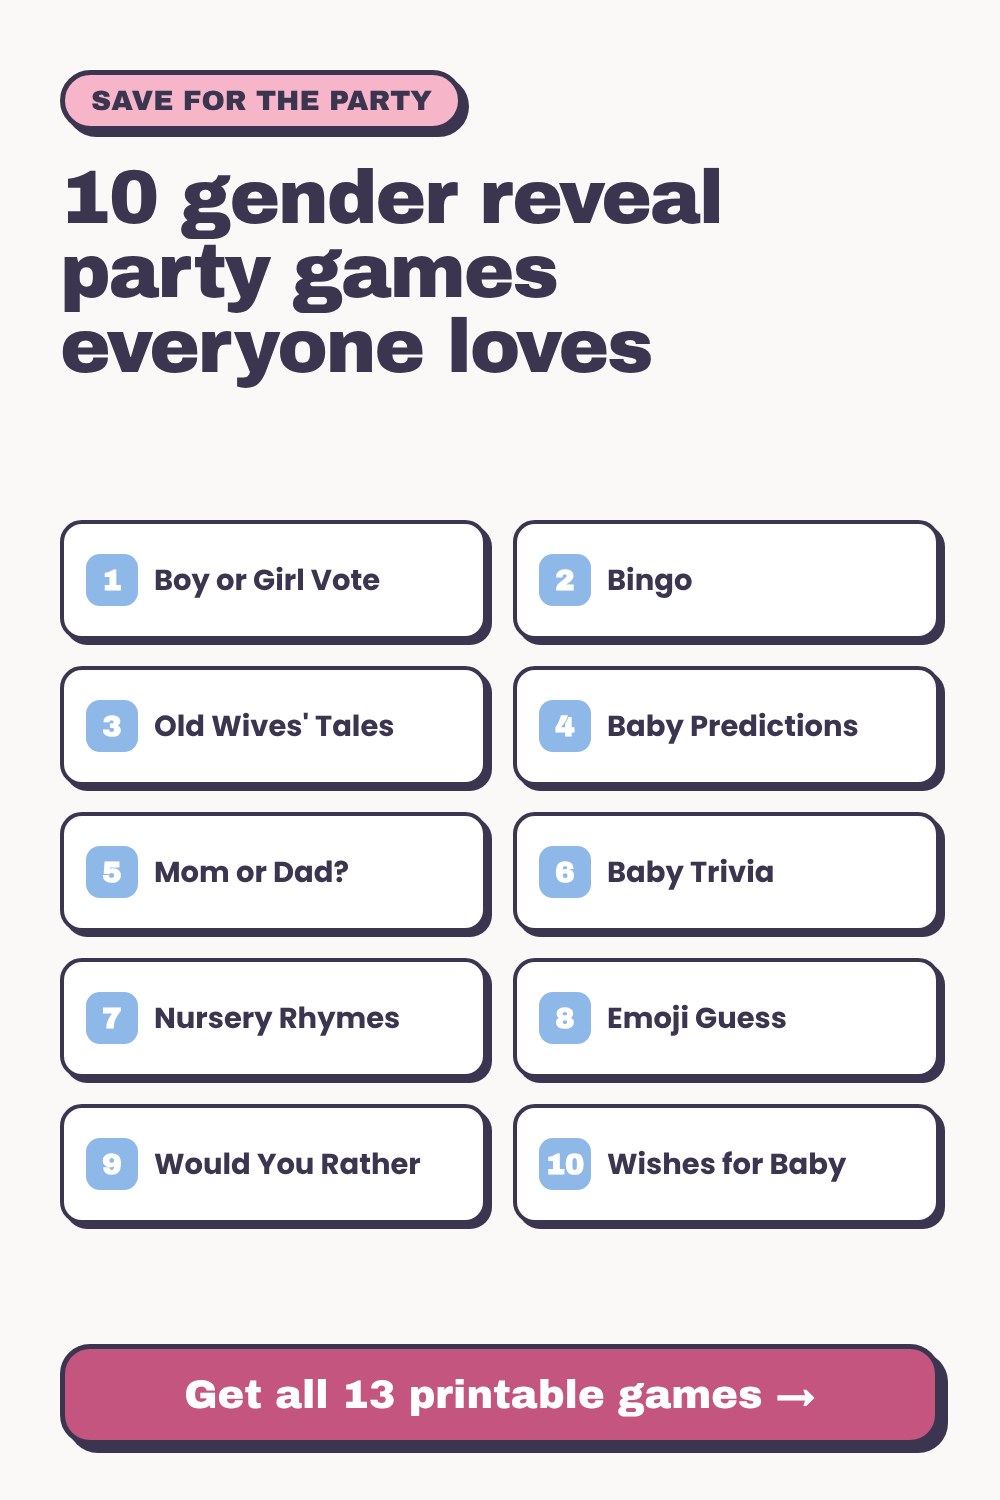 SAVE FOR THE PARTY
10 gender reveal
party games
everyone loves
1 Boy or Girl Vote
2 Bingo
3 Old Wives' Tales
4 Baby Predictions
5 Mom or Dad?
6 Baby Trivia
7 Nursery Rhymes
8 Emoji Guess
9 Would You Rather
10 Wishes for Baby
Get all 13 printable games →